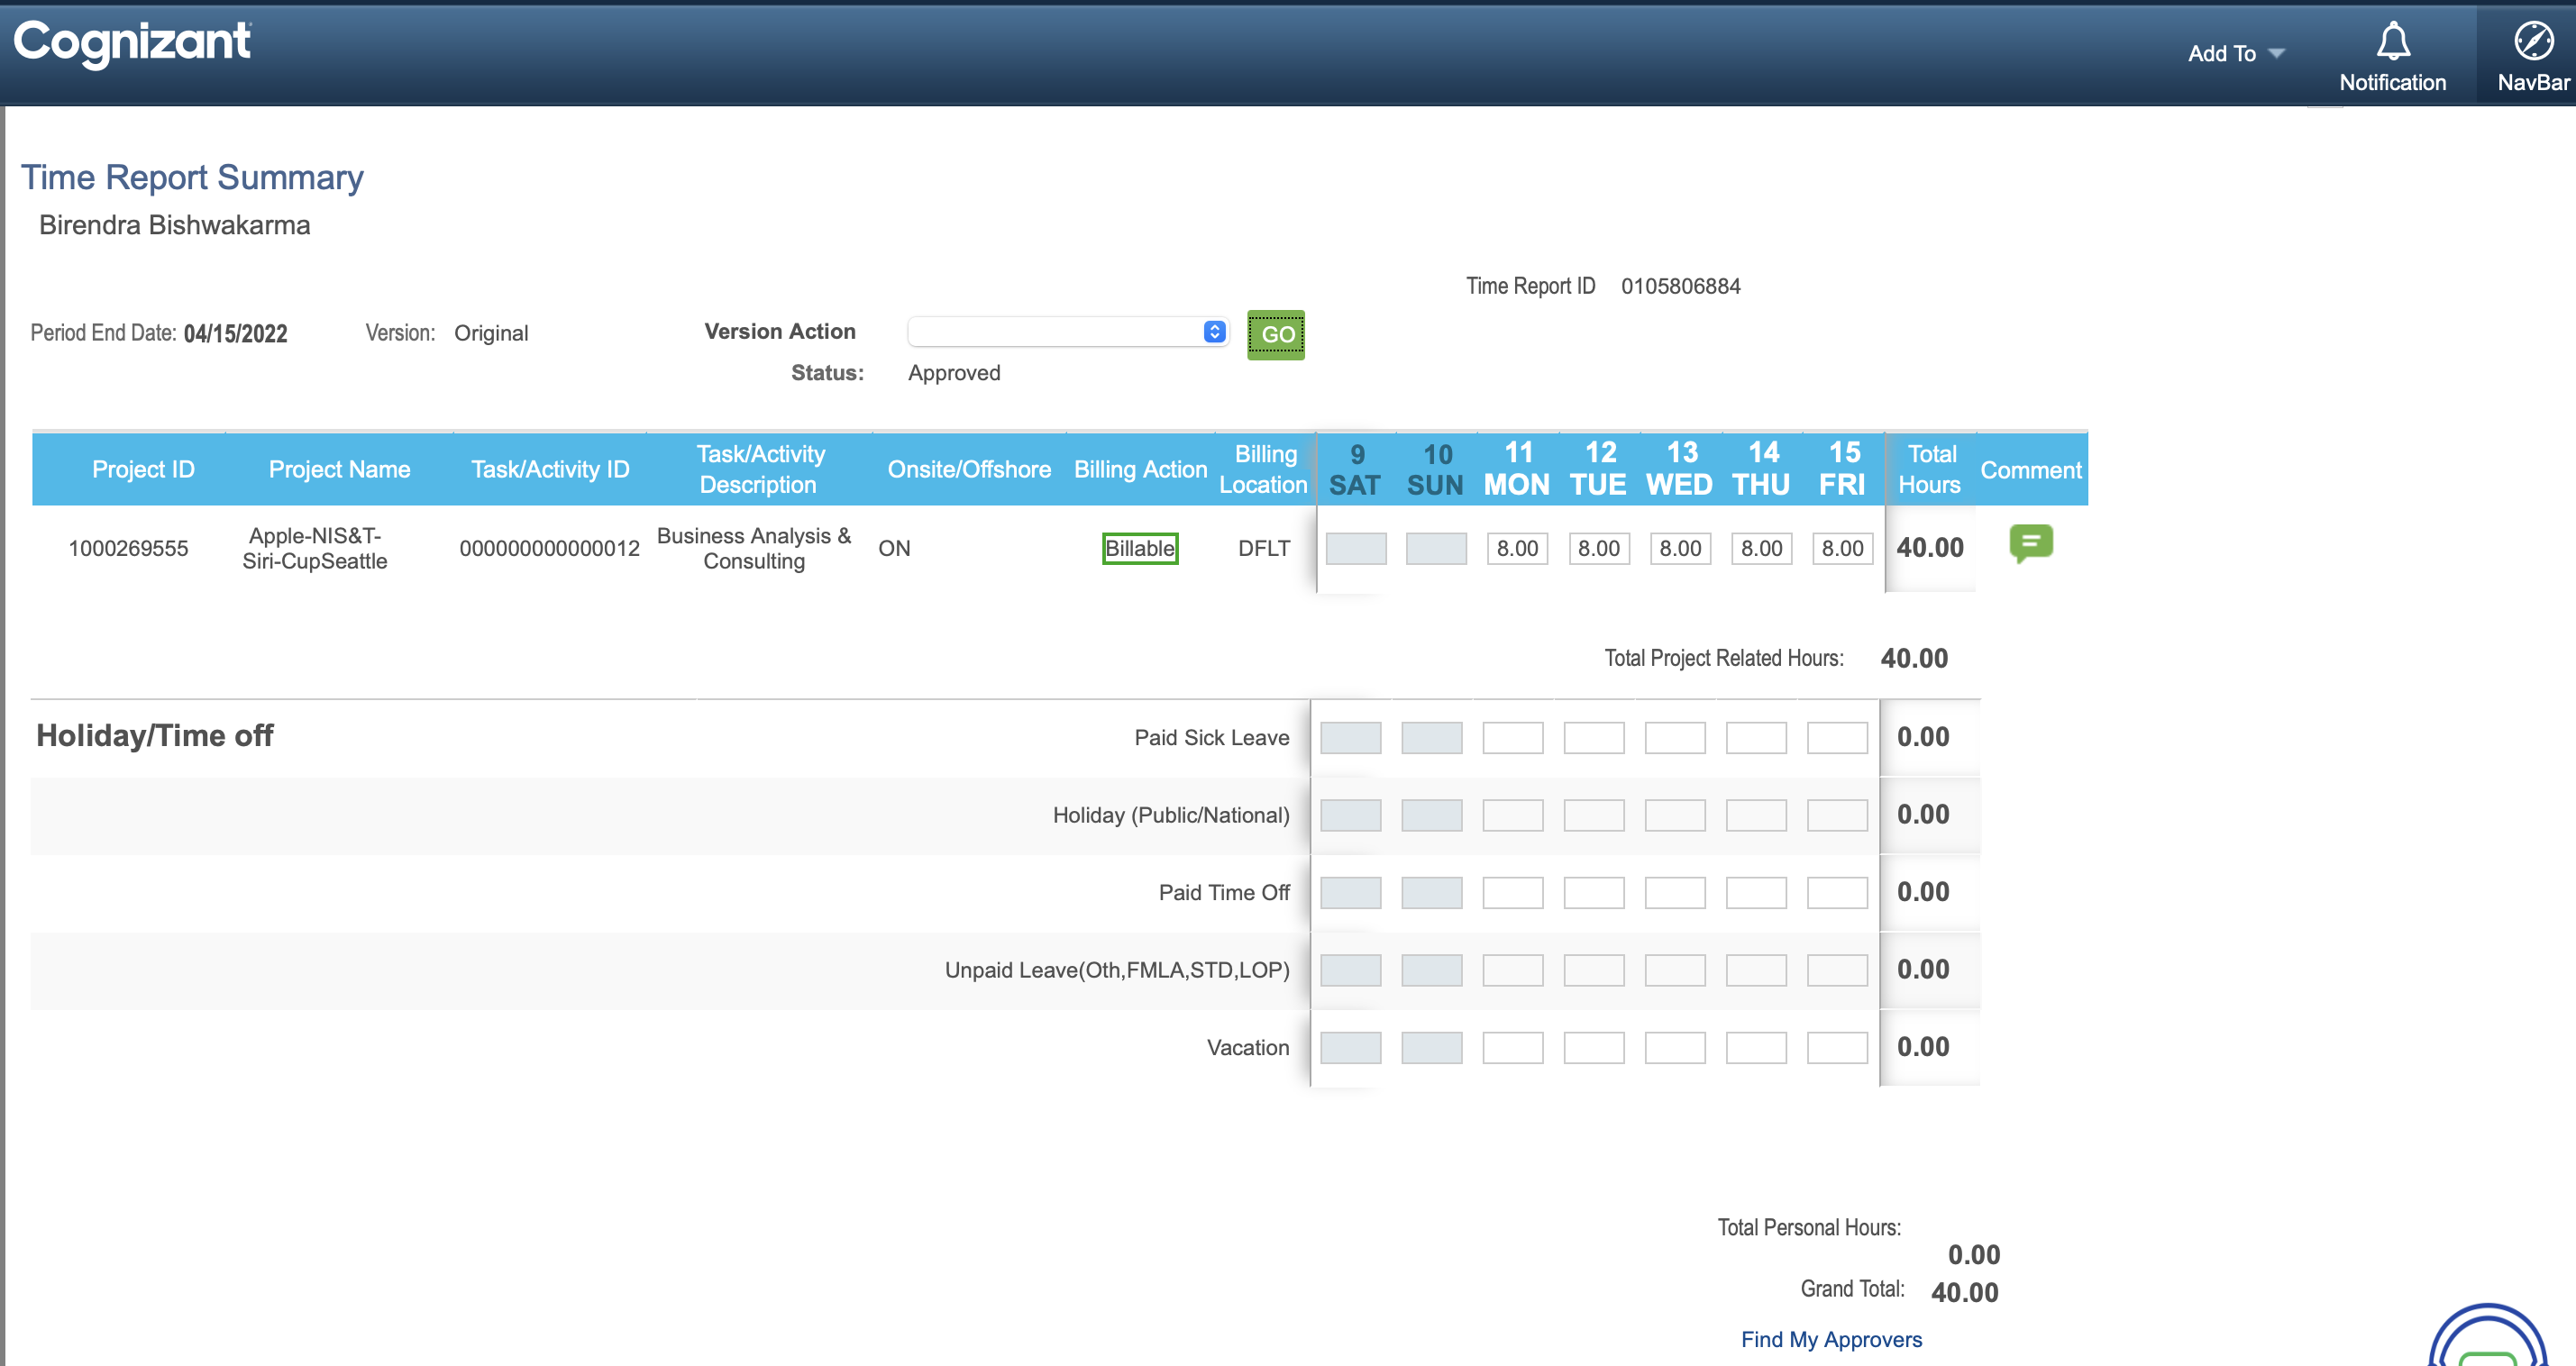 Cognizant
Add To
Notification
NavBar
Time Report Summary
Birendra Bishwakarma
Time Report ID 0105806884
Period End Date: 04/15/2022 Version: Original Version Action GO
Status: Approved
Project ID Project Name Task/Activity ID Task/Activity Description Onsite/Offshore Billing Action Billing Location 9 SAT 10 SUN 11 MON 12 TUE 13 WED 14 THU 15 FRI Total Hours Comment
1000269555 Apple-NIS&T-Siri-CupSeattle 000000000000012 Business Analysis & Consulting ON Billable DFLT 8.00 8.00 8.00 8.00 8.00 40.00
Total Project Related Hours: 40.00
Holiday/Time off Paid Sick Leave 0.00
Holiday (Public/National) 0.00
Paid Time Off 0.00
Unpaid Leave(Oth,FMLA,STD,LOP) 0.00
Vacation 0.00
Total Personal Hours:
0.00
Grand Total: 40.00
Find My Approvers